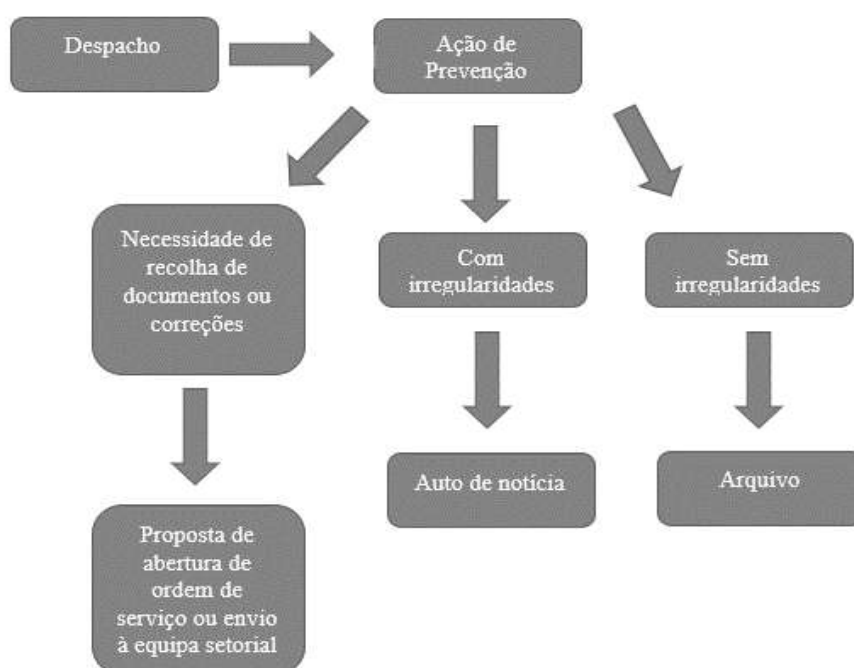 Despacho
Ação de
Prevenção
Necessidade de
recolha de
documentos ou
correções
Com
irregularidades
Sem
irregularidades
Proposta de
abertura de
ordem de
serviço ou envio
à equipa setorial
Auto de notícia
Arquivo